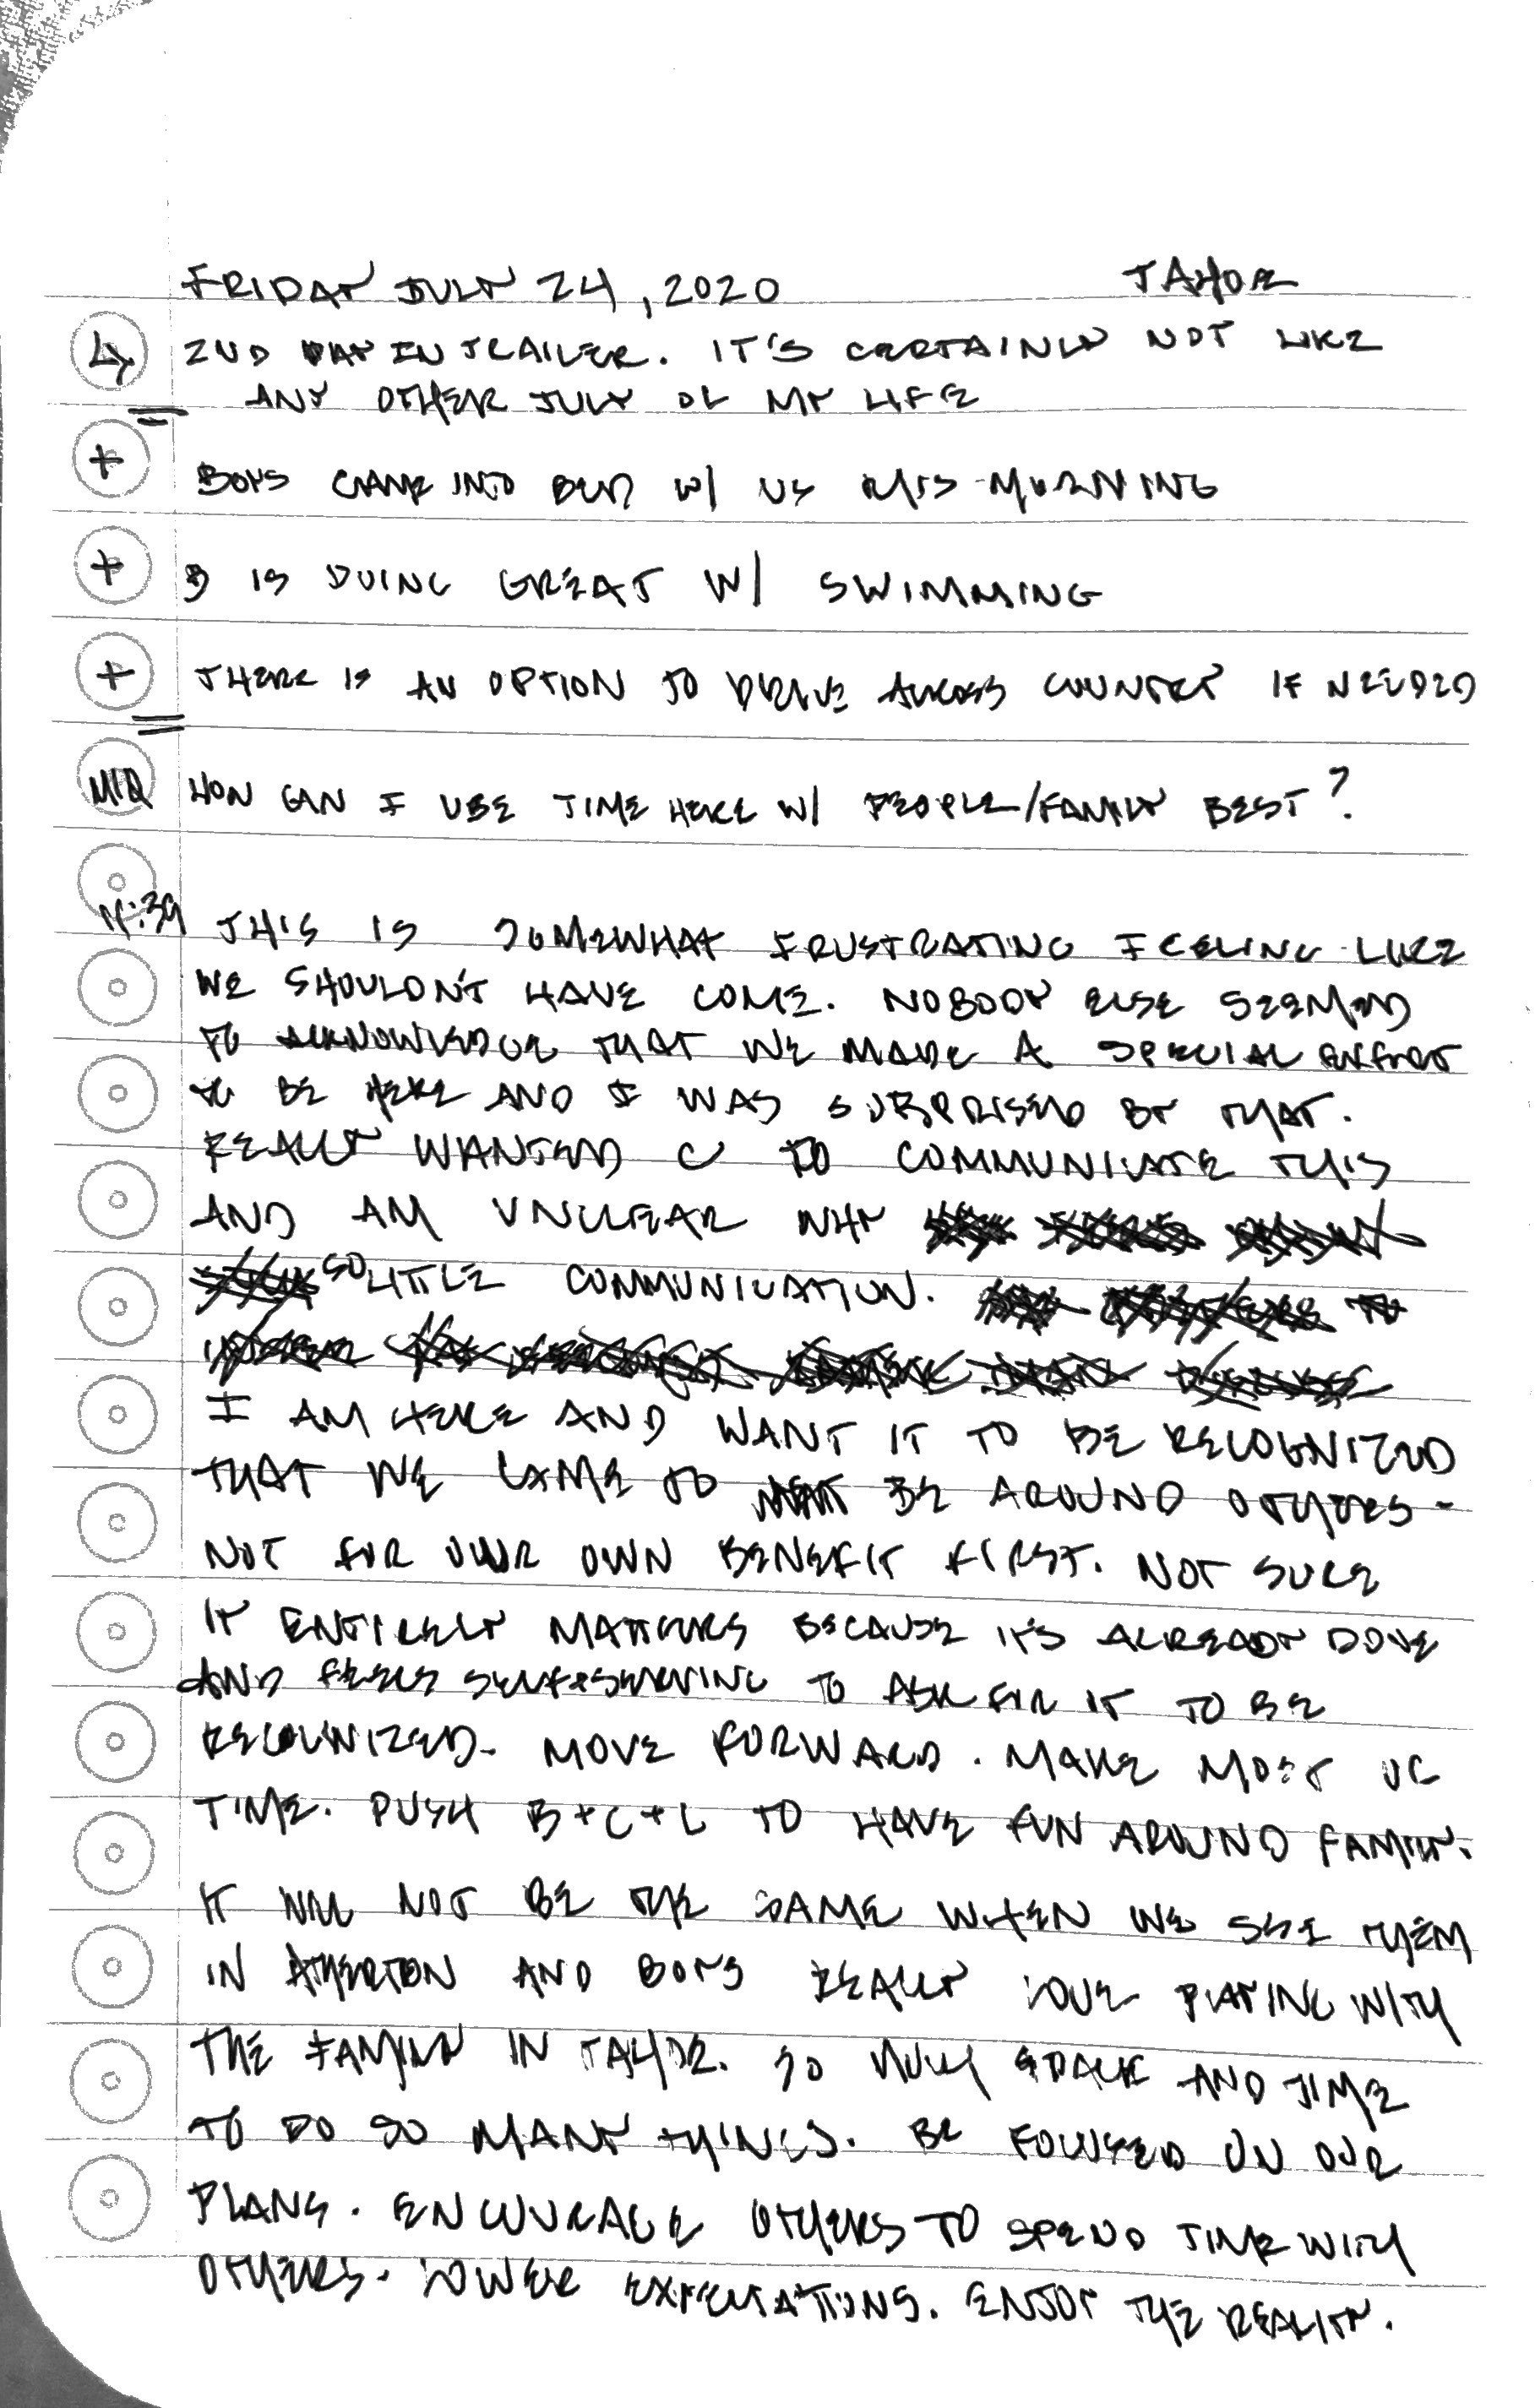 FRIDAY JULY 24, 2020 TAHOE
2ND DAY IN TRAILER. IT'S CERTAINLY NOT LIKE
ANY OTHER JULY OF MY LIFE
+ BOYS CAME INTO BED W/ US THIS MORNING
+ B IS DOING GREAT W/ SWIMMING
+ THERE IS AN OPTION TO DRIVE ACROSS COUNTRY IF NEEDED
MIQ HOW CAN I USE TIME HERE W/ PEOPLE/FAMILY BEST?
THIS IS SOMEWHAT FRUSTRATING FEELING LIKE
WE SHOULDN'T HAVE COME. NOBODY ELSE SEEMED
TO ACKNOWLEDGE THAT WE MADE A SPECIAL EFFORT
TO BE HERE AND I WAS SURPRISED BY THAT.
REALLY WANTED C TO COMMUNICATE THIS
AND AM UNCLEAR WHY
SO LITTLE COMMUNICATION.
I AM HERE AND WANT IT TO BE RECOGNIZED
THAT WE CAME TO BE AROUND OTHERS -
NOT FOR OUR OWN BENEFIT FIRST. NOT SURE
IT ENTIRELY MATTERS BECAUSE IT'S ALREADY DONE
AND FEELS SELF-SERVING TO ASK FOR IT TO BE
RECOGNIZED. MOVE FORWARD. MAKE MOST OF
TIME. PUSH B+C+L TO HAVE FUN AROUND FAMILY.
IT WILL NOT BE THE SAME WHEN WE SEE THEM
IN ATHERTON AND BOYS REALLY LOVE PLAYING WITH
THE FAMILY IN TAHOE. SO MUCH SPACE AND TIME
TO DO SO MANY THINGS. BE FOCUSED ON OUR
PLANS. ENCOURAGE OTHERS TO SPEND TIME WITH
OTHERS. LOWER EXPECTATIONS. ENJOY THE REALITY.